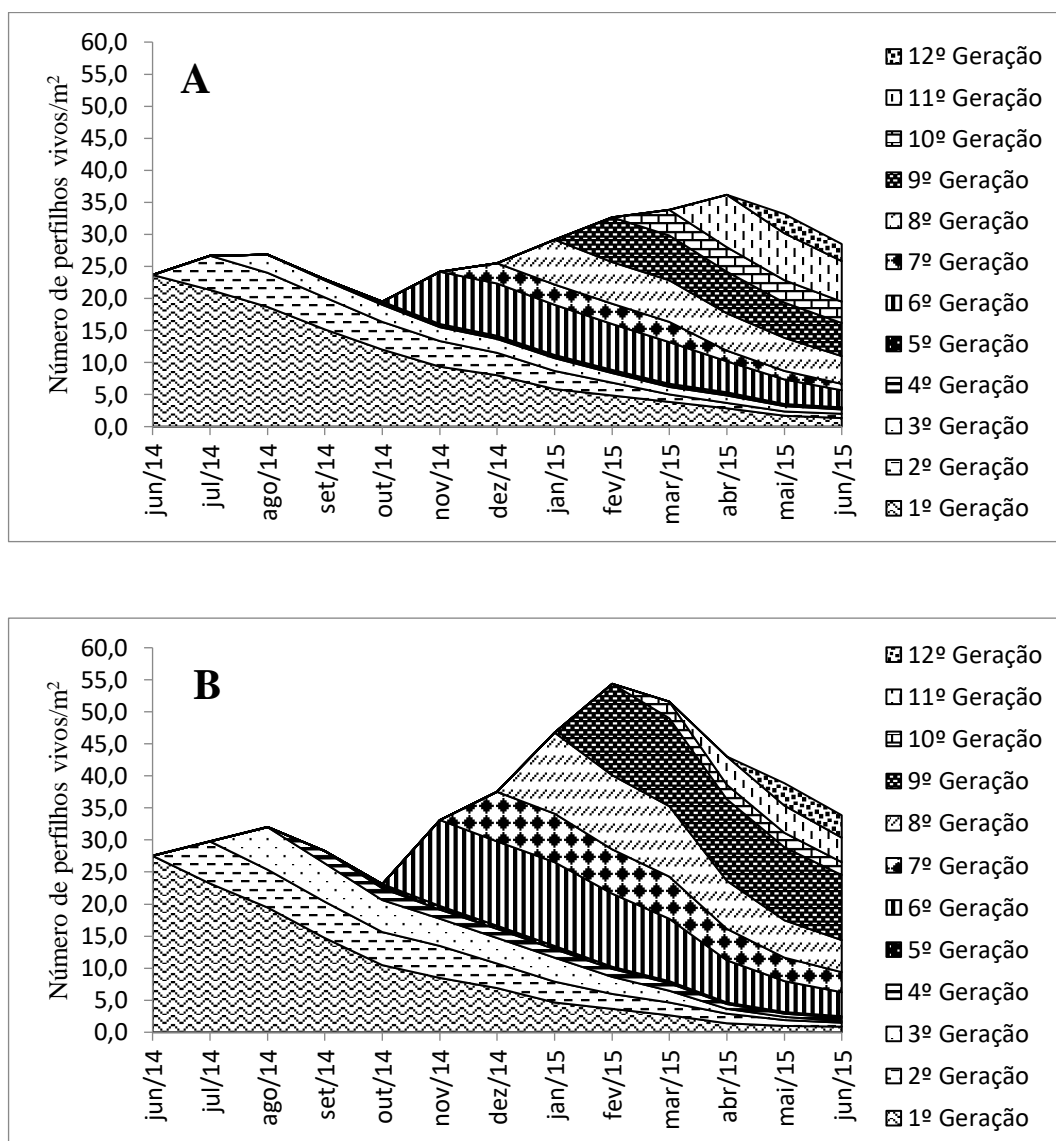 A
Número de perfilhos vivos/m²
60,0
55,0
50,0
45,0
40,0
35,0
30,0
25,0
20,0
15,0
10,0
5,0
0,0
jun/14
jul/14
ago/14
set/14
out/14
nov/14
dez/14
jan/15
fev/15
mar/15
abr/15
mai/15
jun/15
12º Geração
11º Geração
10º Geração
9º Geração
8º Geração
7º Geração
6º Geração
5º Geração
4º Geração
3º Geração
2º Geração
1º Geração
B
Número de perfilhos vivos/m²
60,0
55,0
50,0
45,0
40,0
35,0
30,0
25,0
20,0
15,0
10,0
5,0
0,0
jun/14
jul/14
ago/14
set/14
out/14
nov/14
dez/14
jan/15
fev/15
mar/15
abr/15
mai/15
jun/15
12º Geração
11º Geração
10º Geração
9º Geração
8º Geração
7º Geração
6º Geração
5º Geração
4º Geração
3º Geração
2º Geração
1º Geração